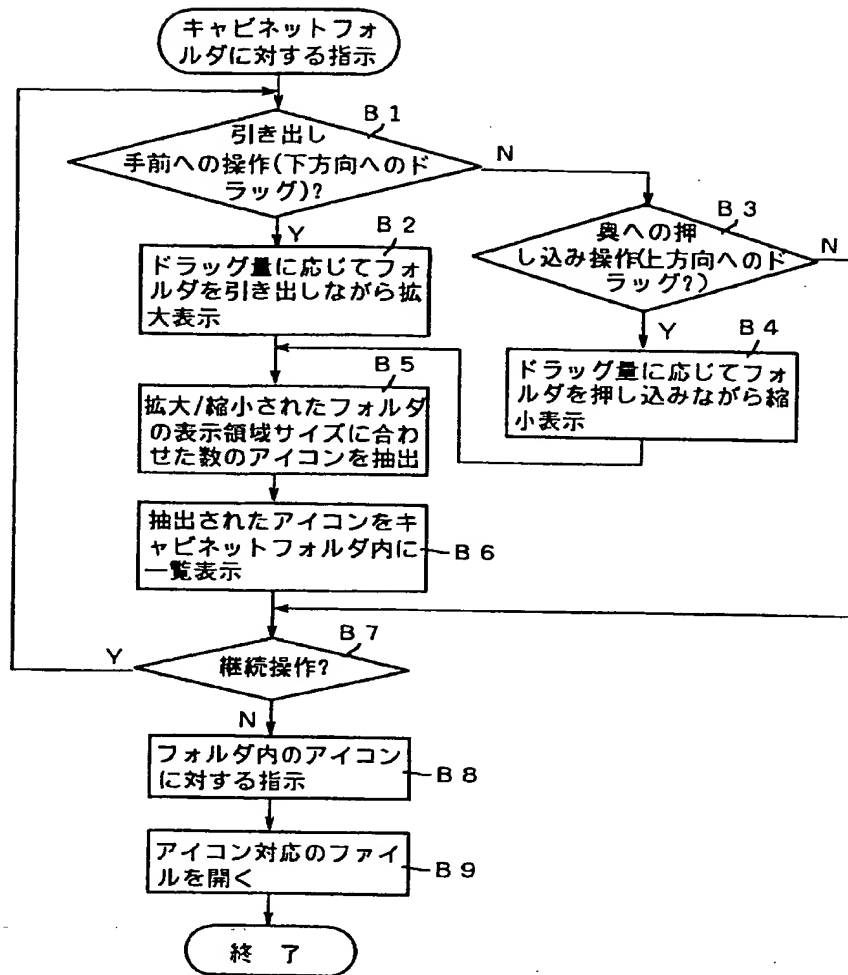 キャビネットフォ
ルダに対する指示
B1
引き出し
手前への操作(下方向へのド
ラッグ)?
N
Y
B2
ドラッグ量に応じてフォ
ルダを引き出しながら拡
大表示
B3
奥への押
し込み操作(上方向へのド
ラッグ?)
N
Y
B4
ドラッグ量に応じてフォ
ルダを押し込みながら縮
小表示
B5
拡大/縮小されたフォルダ
の表示領域サイズに合わ
せた数のアイコンを抽出
抽出されたアイコンをキ
ャビネットフォルダ内に
一覧表示
B6
B7
継続操作?
Y
N
フォルダ内のアイコン
に対する指示
B8
アイコン対応のファイ
ルを開く
B9
終了